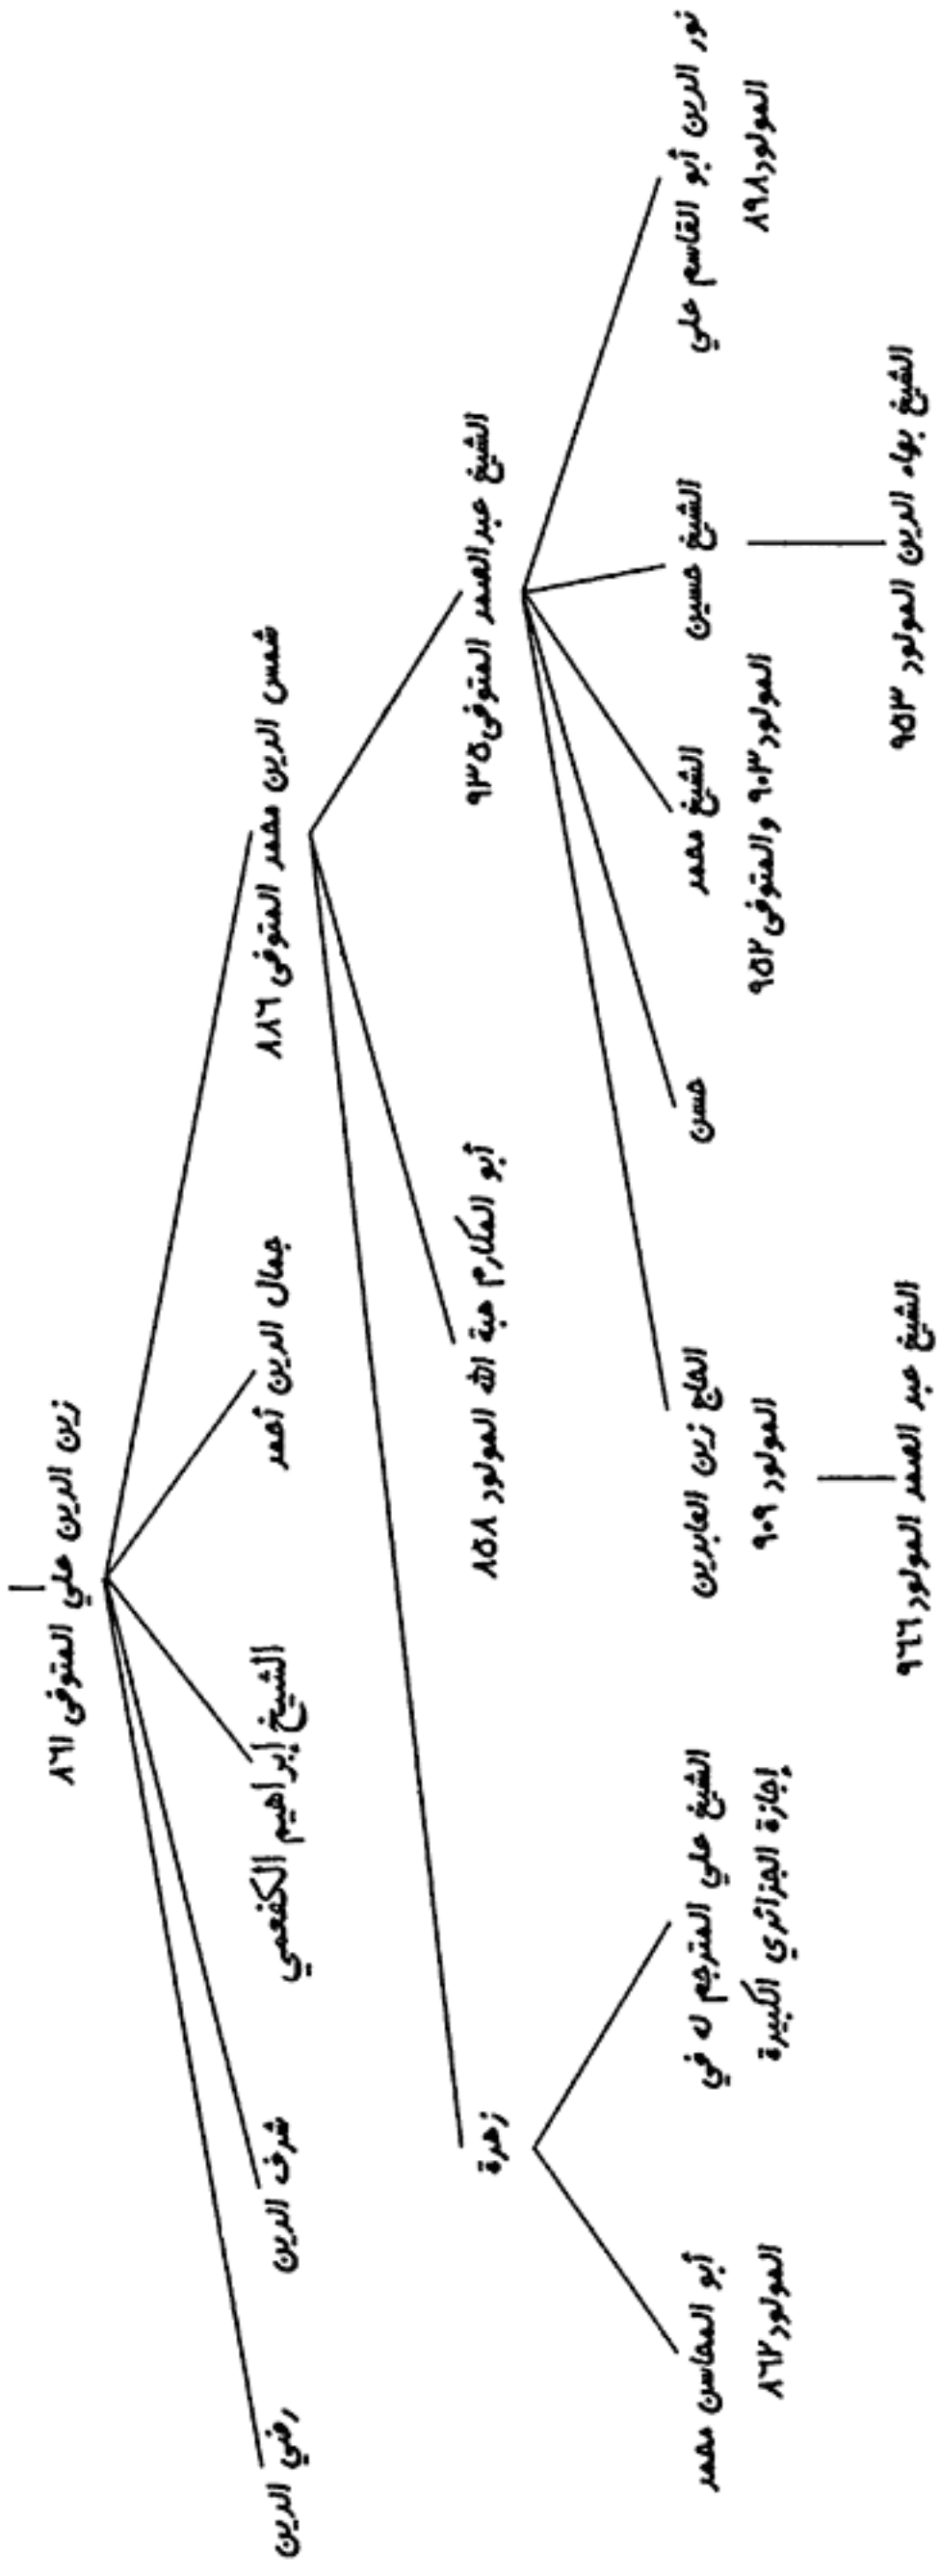 زين الدين علي المتوفى ٨٦١
شمس الدين محمد المتوفى ٨٨٦
جمال الدين أحمد
الشيخ إبراهيم الكفعمي
شرف الدين
رضي الدين
الشيخ عبدالصمد المتوفى ٩٣٥
أبو المكارم هبة الله المولود ٨٥٨
زهرة
نور الدين أبو القاسم علي
المولود ٨٩٨
الشيخ حسين
الشيخ محمد
المولود ٩٠٣ والمتوفى ٩٥٢
حسن
الحاج زين العابدين
المولود ٩٠٩
الشيخ علي المترجم له في
إجازة الجزائري الكبيرة
أبو المحاسن محمد
المولود ٨٦٢
الشيخ بهاء الدين المولود ٩٥٣
الشيخ عبد الصمد المولود ٩٦٦